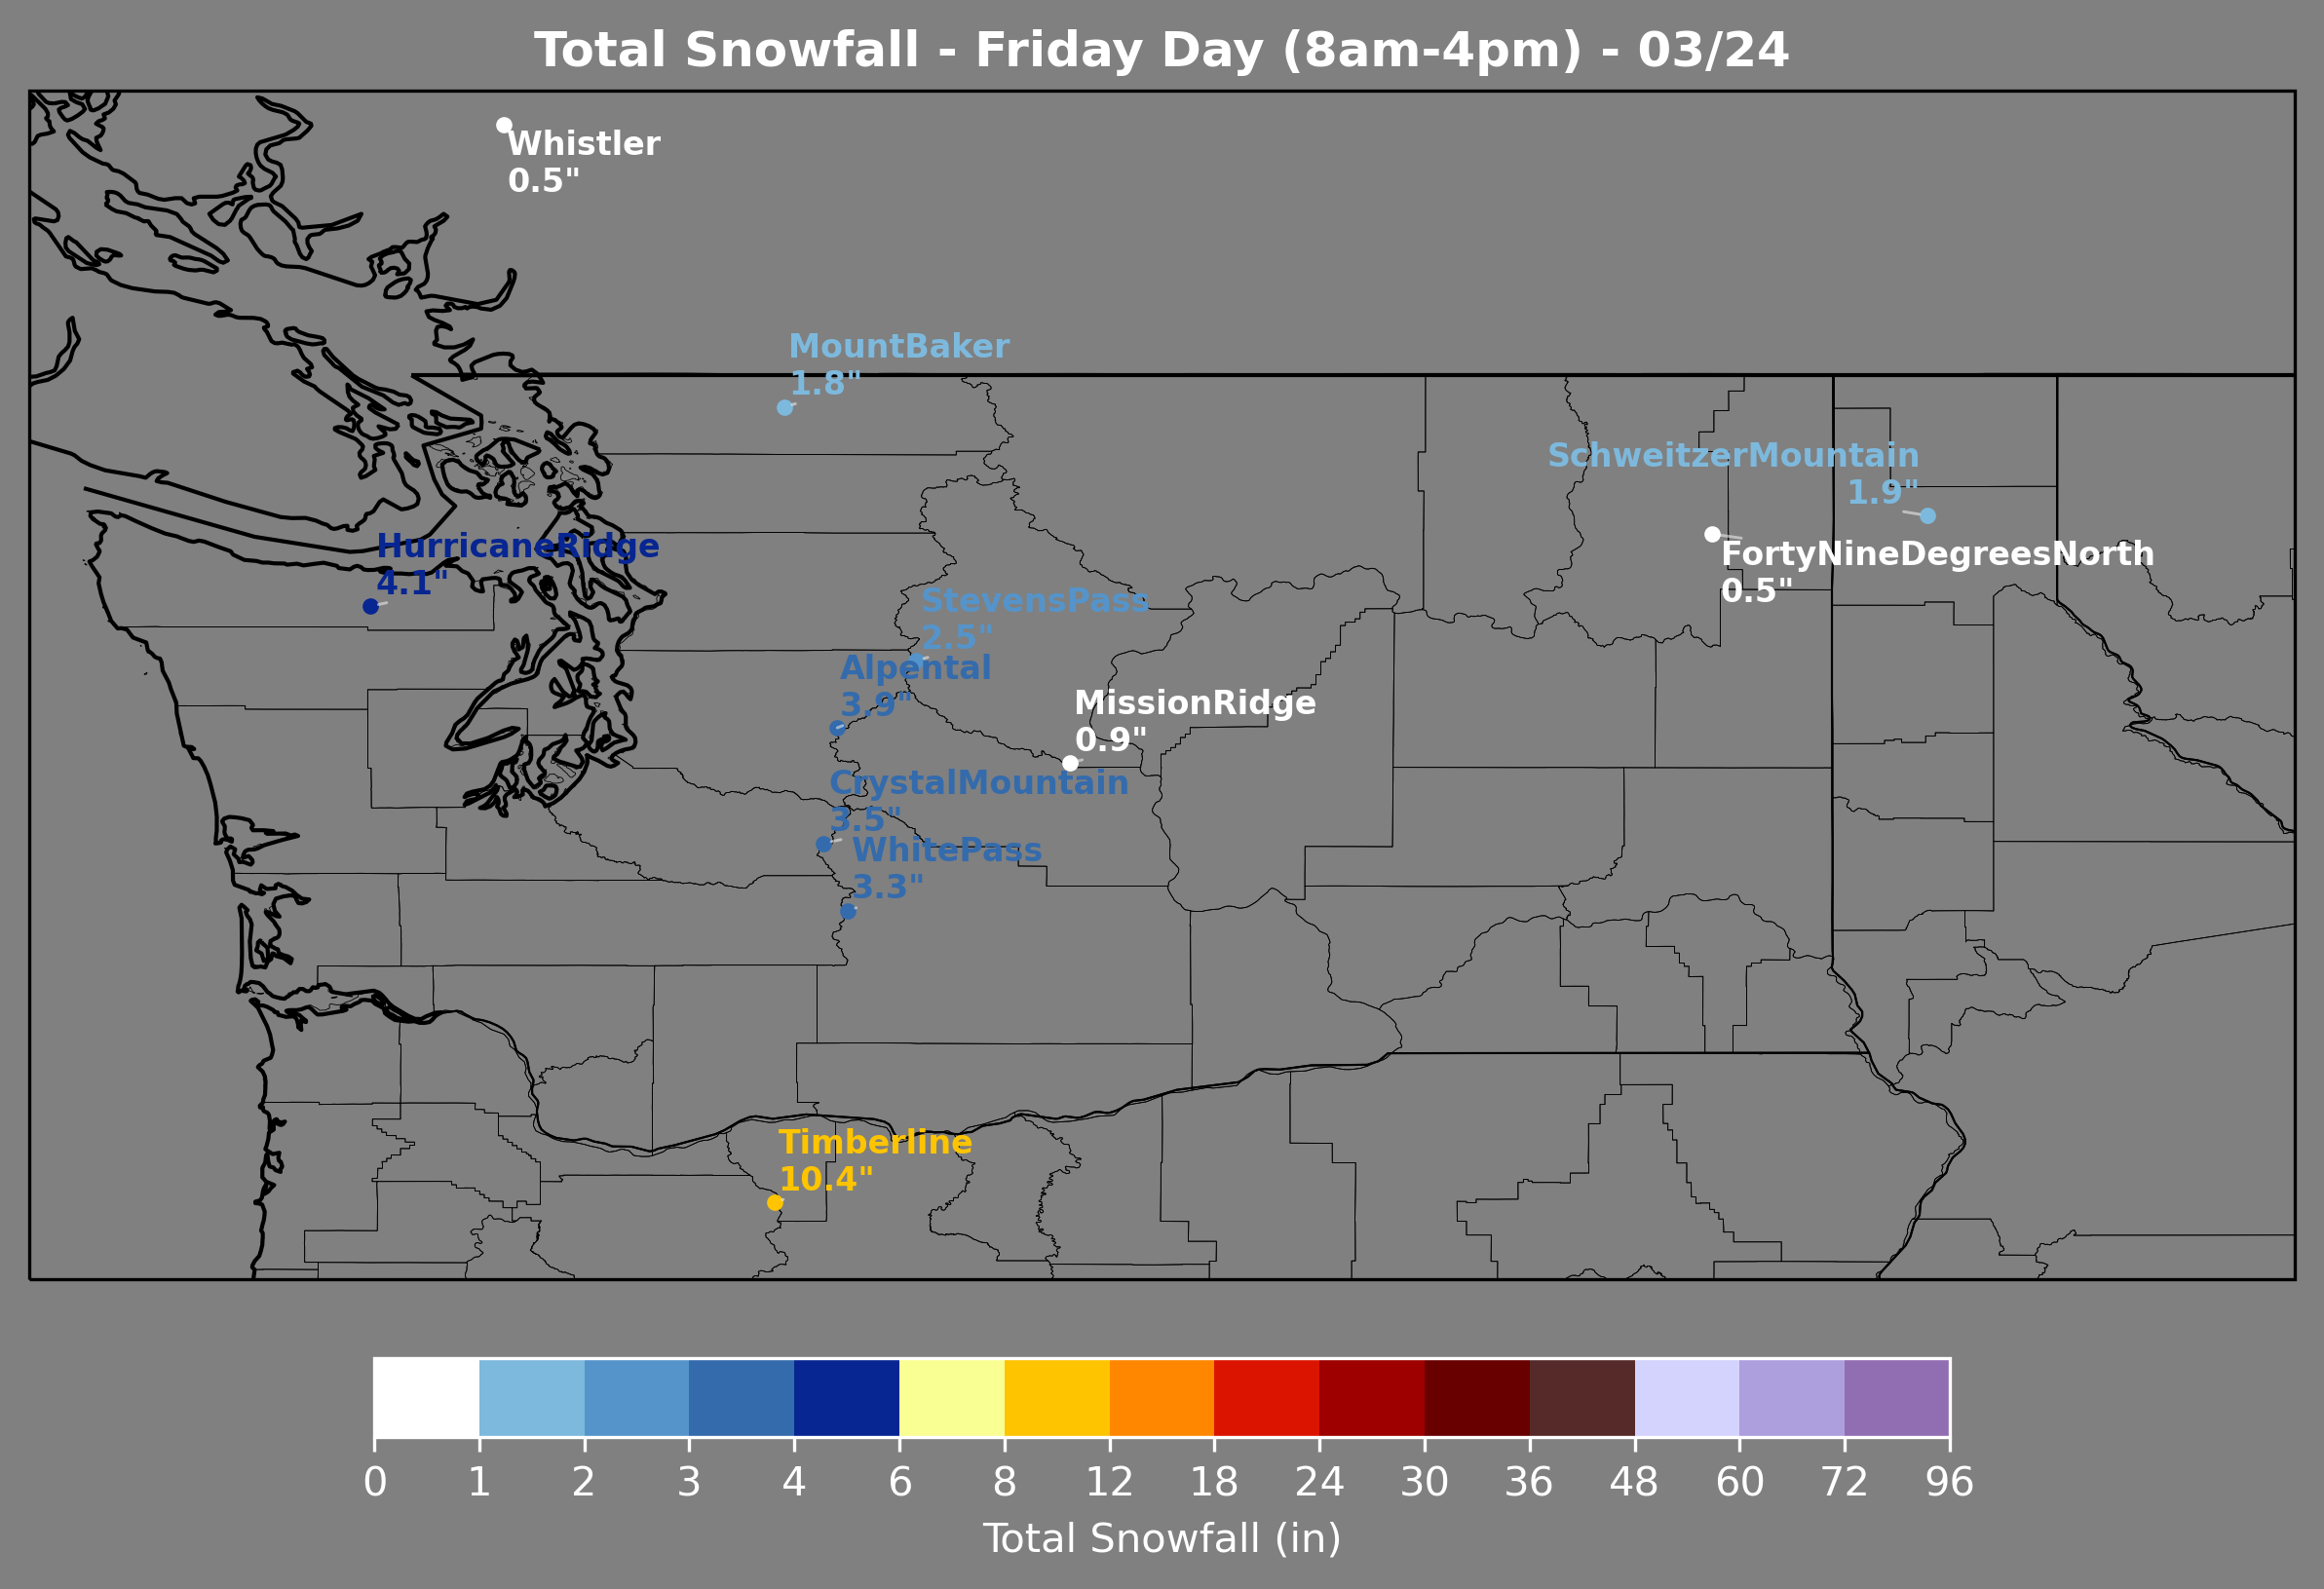 Total Snowfall - Friday Day (8am-4pm) - 03/24
Whistler
0.5"
MountBaker
1.8"
SchweitzerMountain
1.9"
HurricaneRidge
4.1"
FortyNineDegreesNorth
0.5"
StevensPass
2.5"
Alpental
3.9"
MissionRidge
0.9"
CrystalMountain
3.5"
WhitePass
3.3"
Timberline
10.4"
0 1 2 3 4 6 8 12 18 24 30 36 48 60 72 96
Total Snowfall (in)